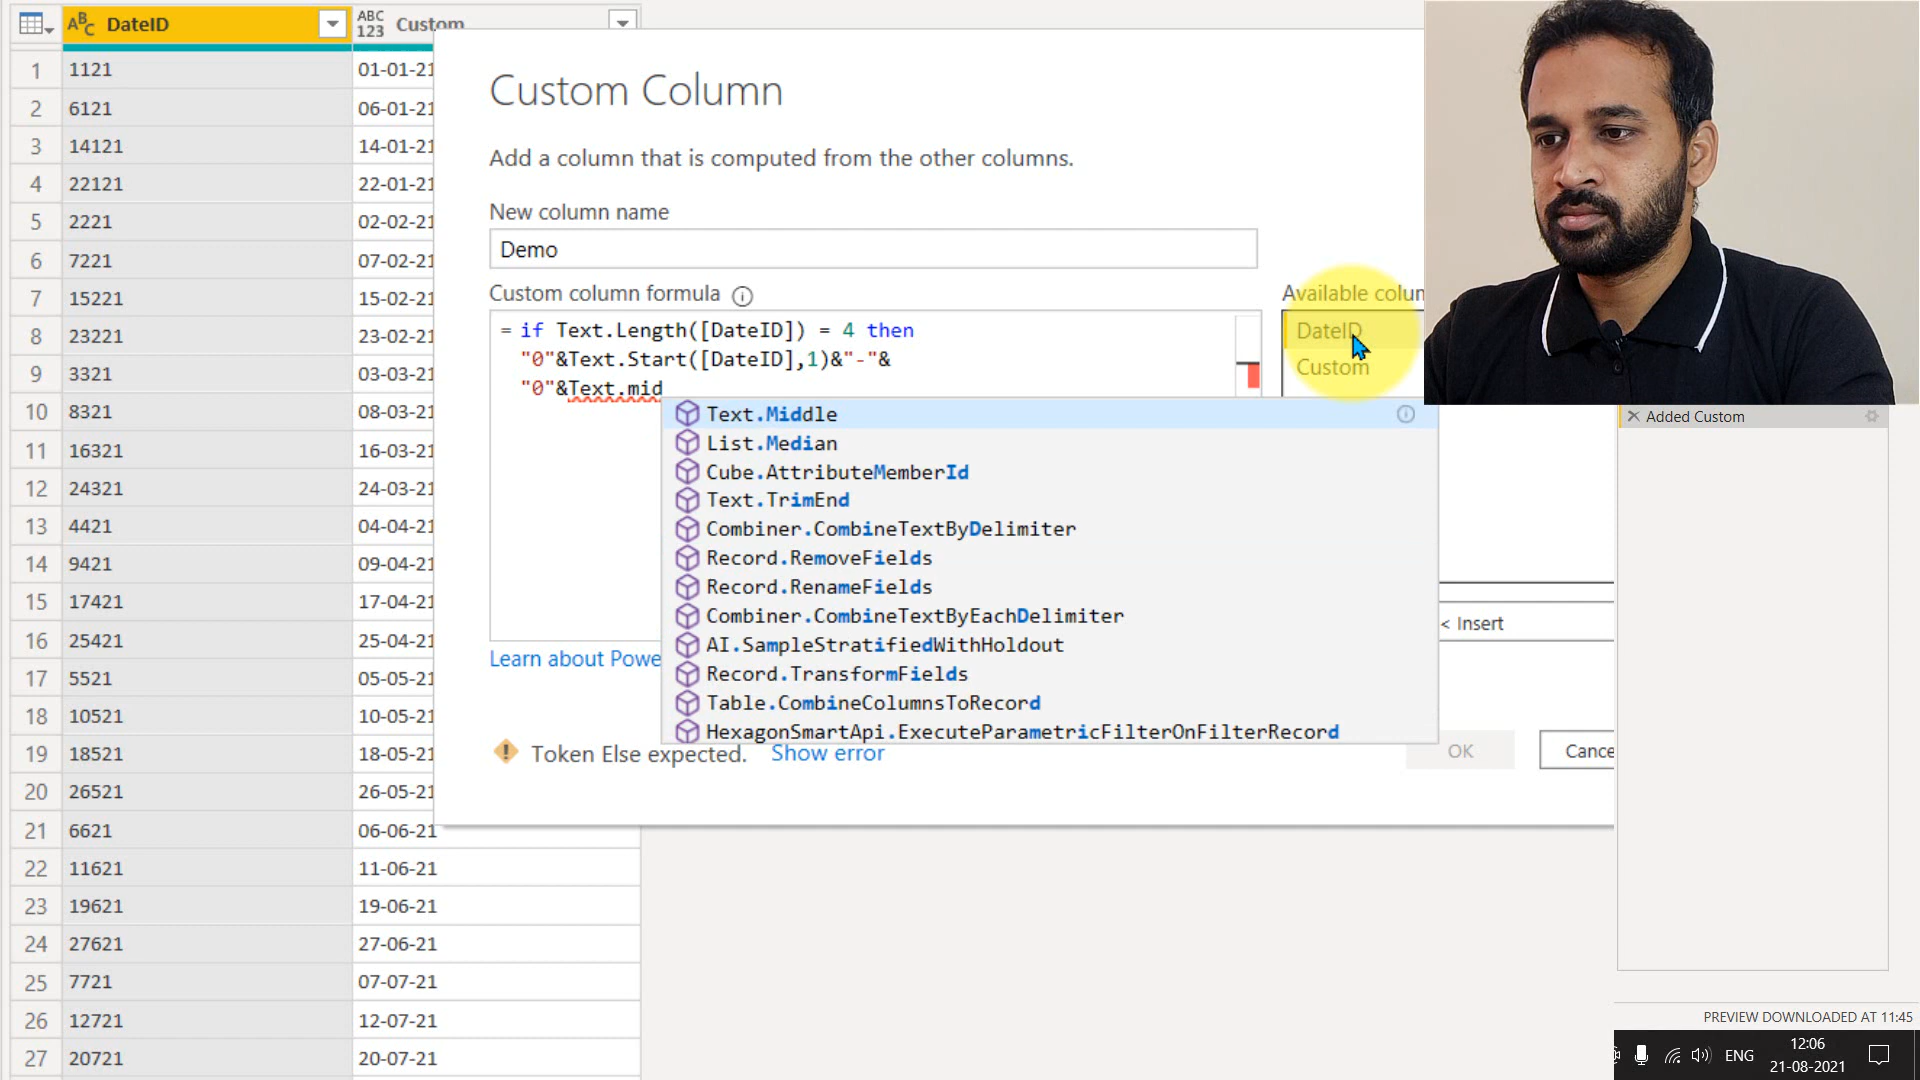 ABC DateID
ABC 123 Custom
1 1121 01-01-21
2 6121 06-01-21
3 14121 14-01-21
4 22121 22-01-21
5 2221 02-02-21
6 7221 07-02-21
7 15221 15-02-21
8 23221 23-02-21
9 3321 03-03-21
10 8321 08-03-21
11 16321 16-03-21
12 24321 24-03-21
13 4421 04-04-21
14 9421 09-04-21
15 17421 17-04-21
16 25421 25-04-21
17 5521 05-05-21
18 10521 10-05-21
19 18521 18-05-21
20 26521 26-05-21
21 6621 06-06-21
22 11621 11-06-21
23 19621 19-06-21
24 27621 27-06-21
25 7721 07-07-21
26 12721 12-07-21
27 20721 20-07-21
Custom Column
Add a column that is computed from the other columns.
New column name
Demo
Custom column formula
= if Text.Length([DateID]) = 4 then
"0"&Text.Start([DateID],1)&"-"&
"0"&Text.mid
Text.Middle
List.Median
Cube.AttributeMemberId
Text.TrimEnd
Combiner.CombineTextByDelimiter
Record.RemoveFields
Record.RenameFields
Combiner.CombineTextByEachDelimiter
AI.SampleStratifiedWithHoldout
Record.TransformFields
Table.CombineColumnsToRecord
HexagonSmartApi.ExecuteParametricFilterOnFilterRecord
Available colum
DateID
Custom
< Insert
Learn about Powe
Token Else expected. Show error
OK
Cance
Added Custom
PREVIEW DOWNLOADED AT 11:45
ENG
12:06
21-08-2021